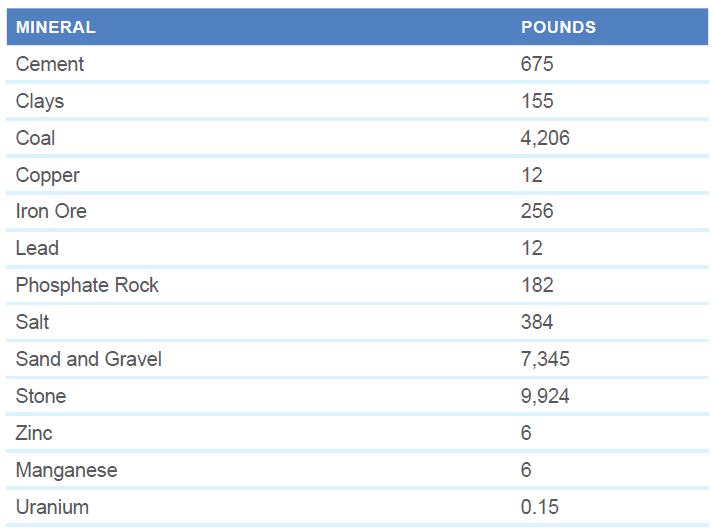 MINERAL POUNDS
Cement 675
Clays 155
Coal 4,206
Copper 12
Iron Ore 256
Lead 12
Phosphate Rock 182
Salt 384
Sand and Gravel 7,345
Stone 9,924
Zinc 6
Manganese 6
Uranium 0.15